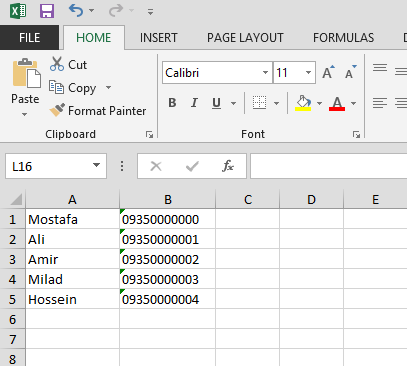 FILE HOME INSERT PAGE LAYOUT FORMULAS
Paste
Cut
Copy
Format Painter
Clipboard
Calibri 11 A A
B I U A
Font
L16 fx
A B C D E
1 Mostafa 09350000000
2 Ali 09350000001
3 Amir 09350000002
4 Milad 09350000003
5 Hossein 09350000004
6
7
8